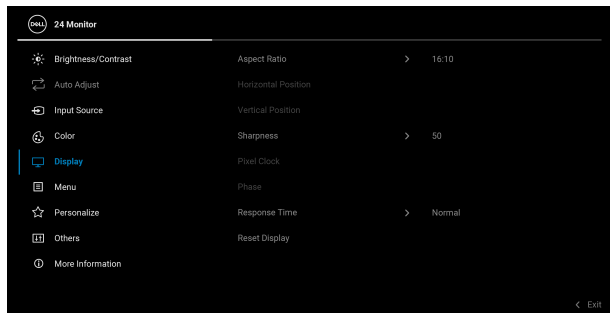 DELL 24 Monitor
Brightness/Contrast Aspect Ratio > 16:10
Auto Adjust Horizontal Position
Input Source Vertical Position
Color Sharpness > 50
Display Pixel Clock
Menu Phase
Personalize Response Time > Normal
Others Reset Display
More Information
< Exit